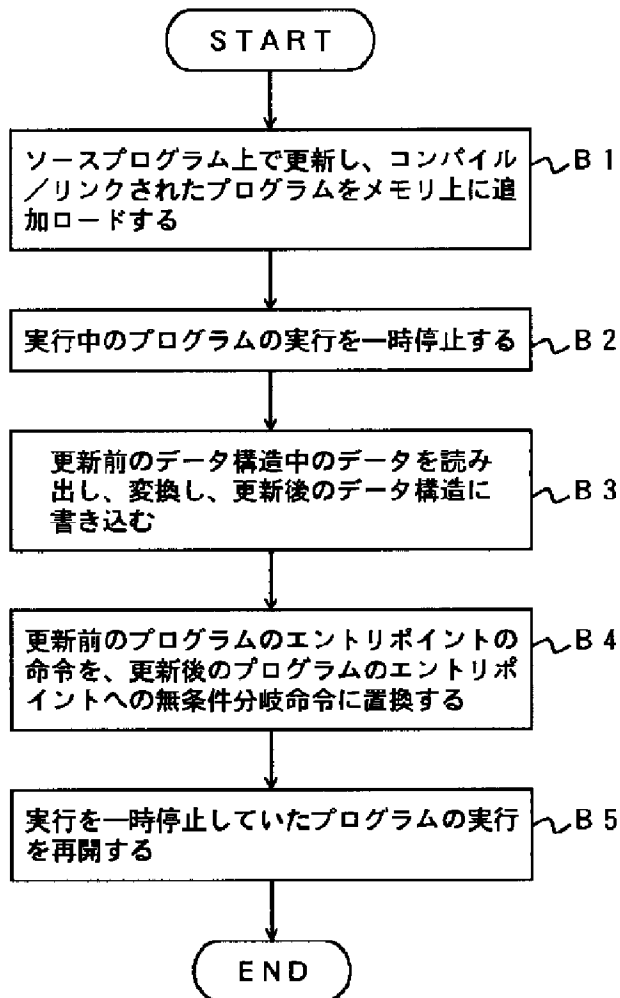 START
ソースプログラム上で更新し、コンパイル B1
／リンクされたプログラムをメモリ上に追
加ロードする
実行中のプログラムの実行を一時停止する B2
更新前のデータ構造中のデータを読み
出し、変換し、更新後のデータ構造に B3
書き込む
更新前のプログラムのエントリポイントの B4
命令を、更新後のプログラムのエントリポ
イントへの無条件分岐命令に置換する
実行を一時停止していたプログラムの実行 B5
を再開する
END